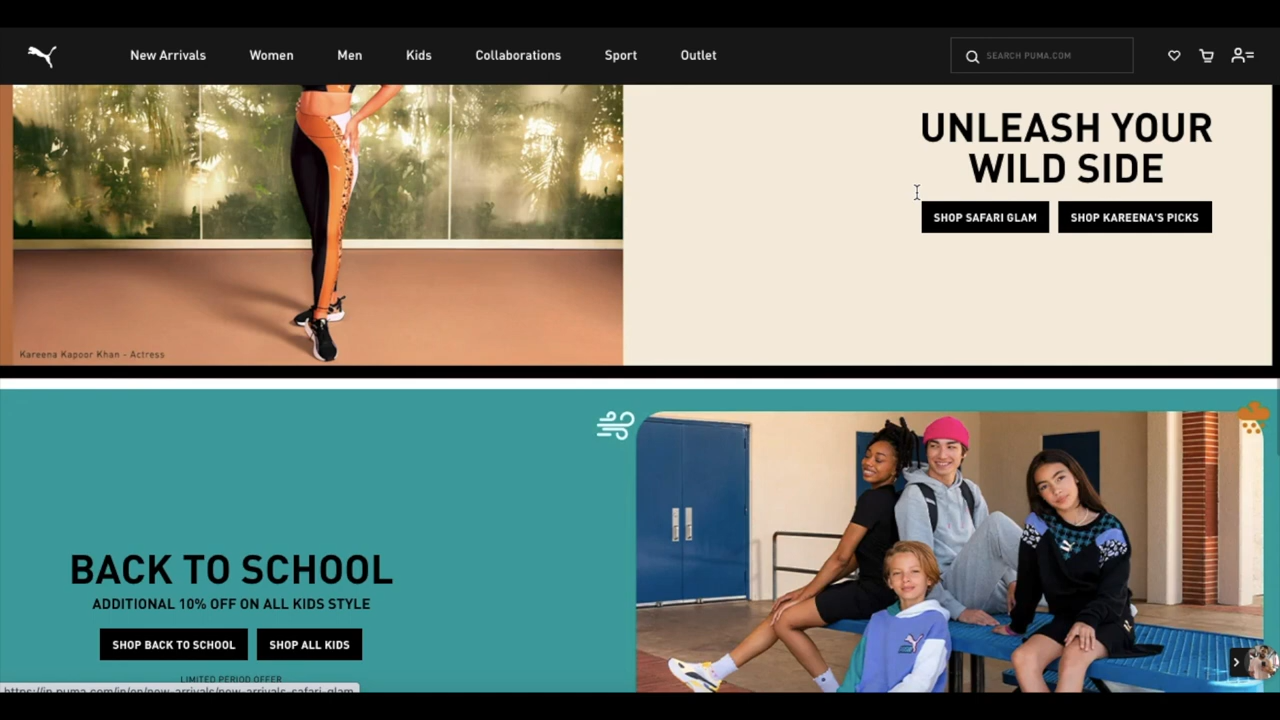 New Arrivals
Women
Men
Kids
Collaborations
Sport
Outlet
SEARCH PUMA.COM
UNLEASH YOUR
WILD SIDE
SHOP SAFARI GLAM
SHOP KAREENA'S PICKS
Kareena Kapoor Khan - Actress
BACK TO SCHOOL
ADDITIONAL 10% OFF ON ALL KIDS STYLE
SHOP BACK TO SCHOOL
SHOP ALL KIDS
LIMITED PERIOD OFFER
https://in.puma.com/in/en/new-arrivals/new-arrivals-safari-glam